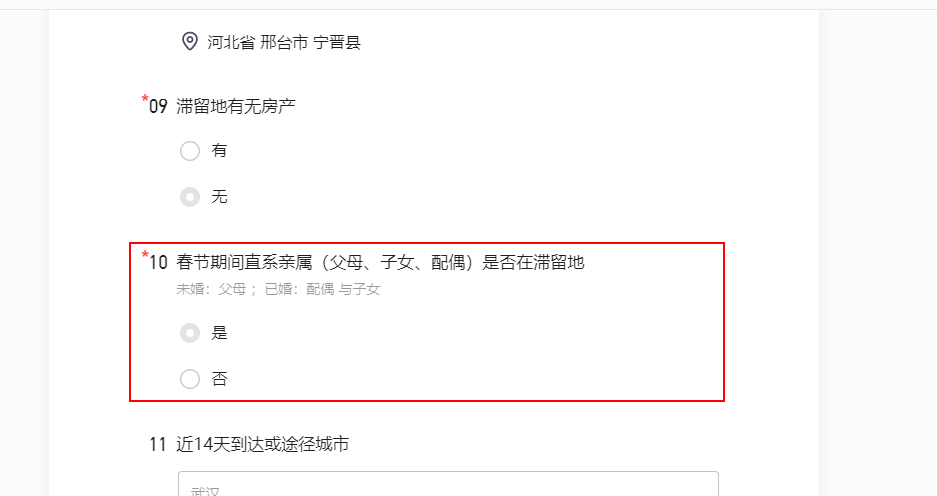 河北省 邢台市 宁晋县
*09 滞留地有无房产
有
无
*10 春节期间直系亲属（父母、子女、配偶）是否在滞留地
未婚：父母 ；已婚：配偶 与子女
是
否
11 近14天到达或途径城市
武汉